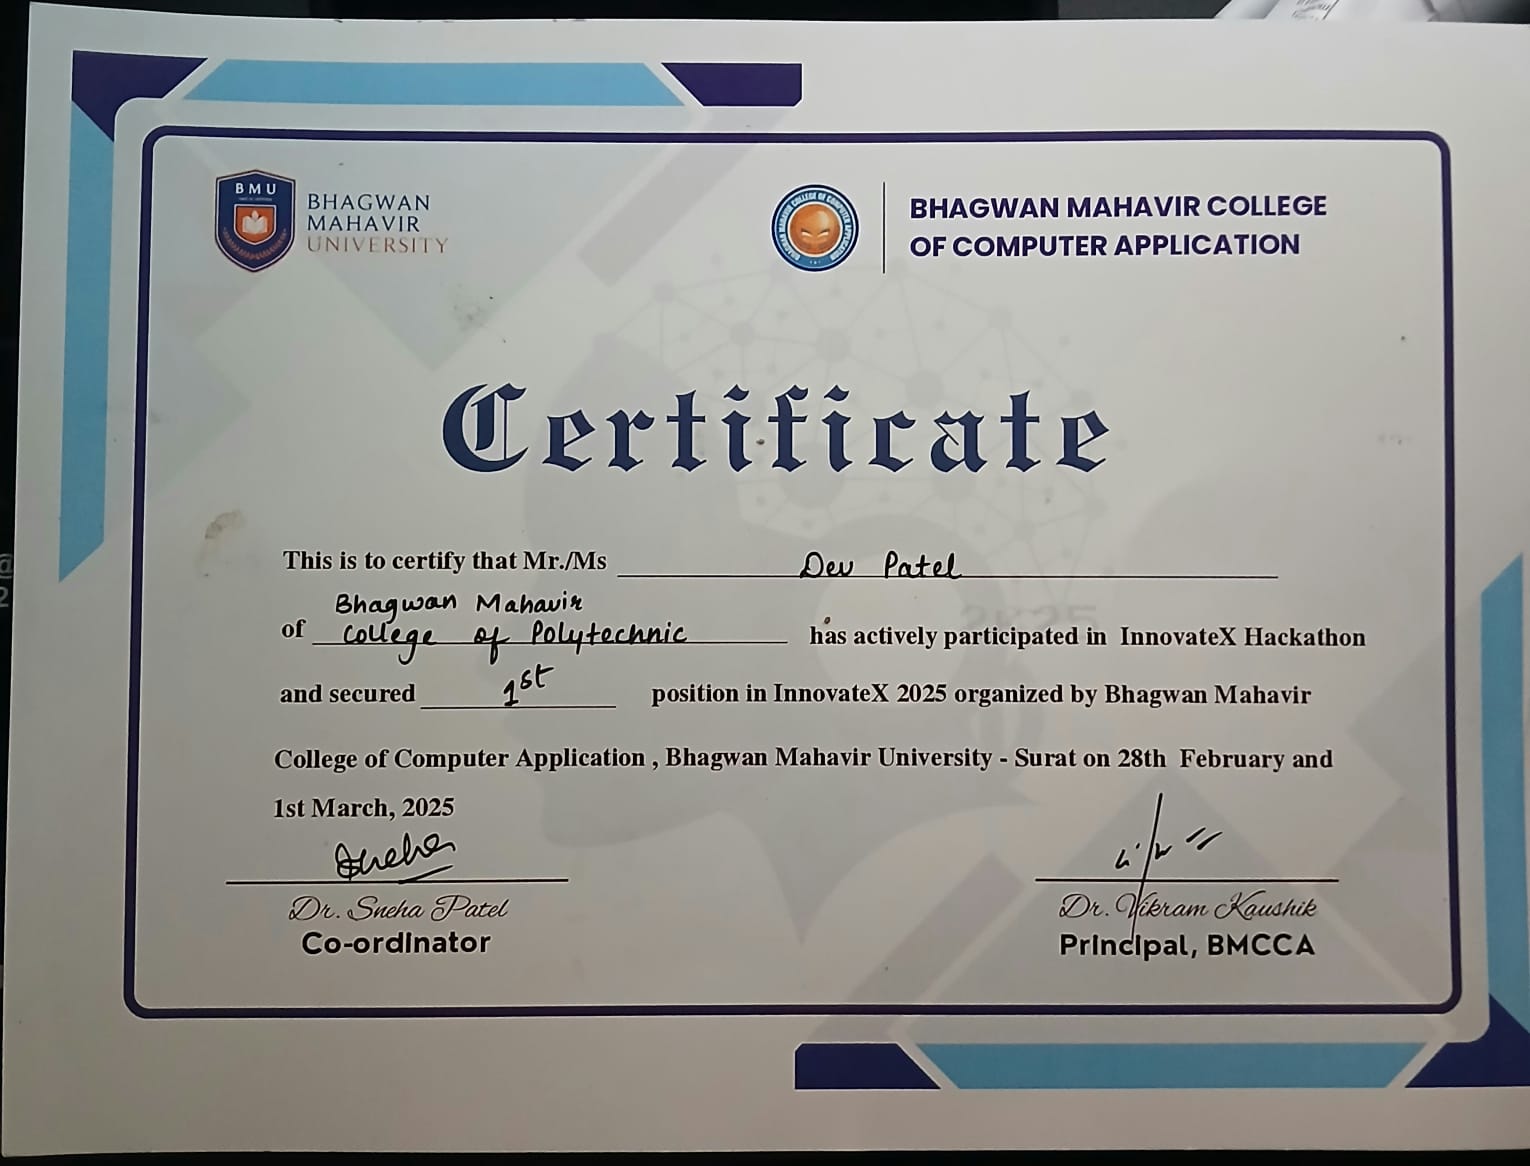 BMU
BHAGWAN
MAHAVIR
UNIVERSITY
BHAGWAN MAHAVIR COLLEGE
OF COMPUTER APPLICATION
Certificate
This is to certify that Mr./Ms Dev Patel
of Bhagwan Mahavir
College of Polytechnic has actively participated in InnovateX Hackathon
and secured 1st position in InnovateX 2025 organized by Bhagwan Mahavir
College of Computer Application , Bhagwan Mahavir University - Surat on 28th February and
1st March, 2025
Sneha
Dr. Sneha Patel
Co-ordinator
Dr. Vikram Kaushik
Principal, BMCCA